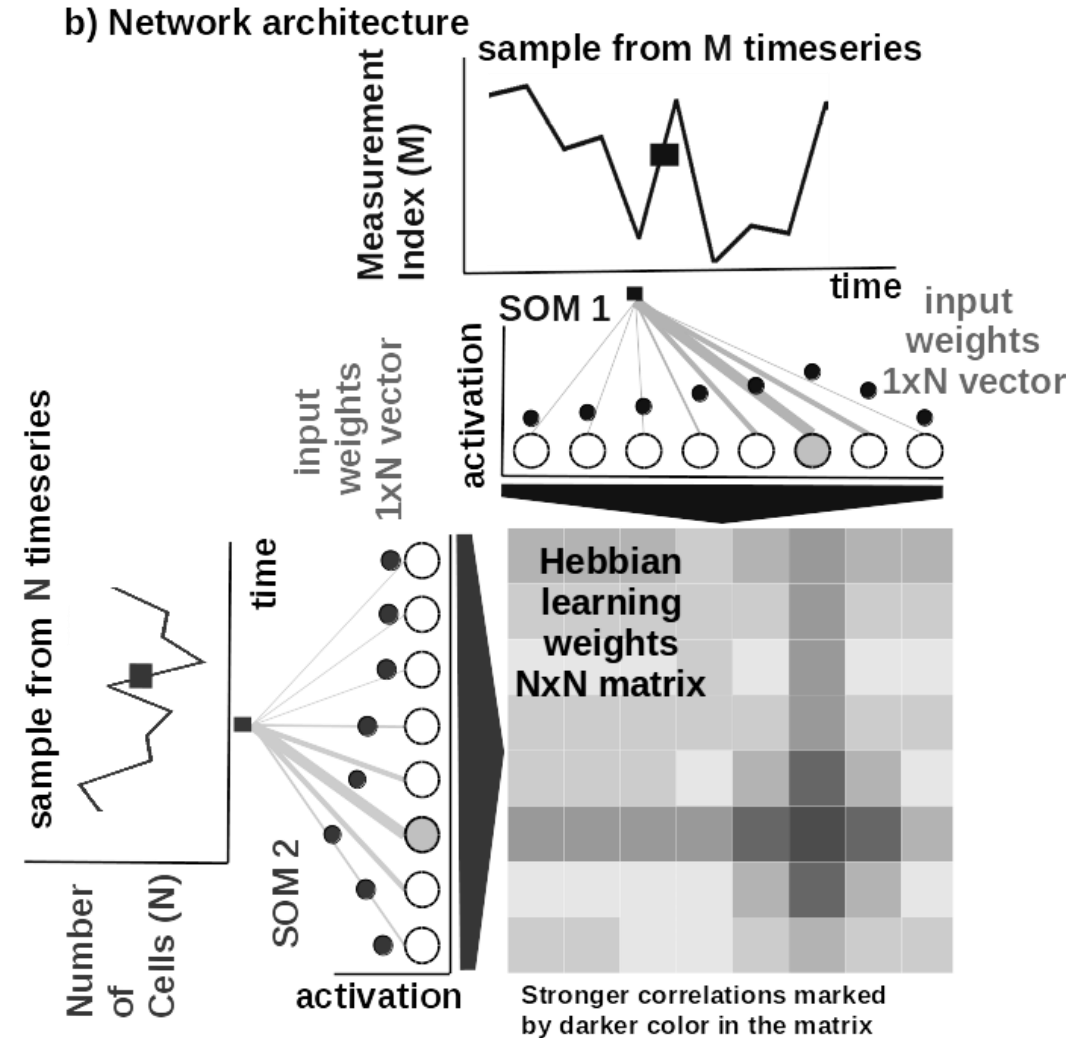 b) Network architecture
sample from M timeseries
Measurement
Index (M)
time
SOM 1
activation
input
weights
1xN vector
input
weights
1xN vector
sample from N timeseries
time
Number
of
Cells (N)
SOM 2
activation
Hebbian
learning
weights
NxN matrix
Stronger correlations marked
by darker color in the matrix